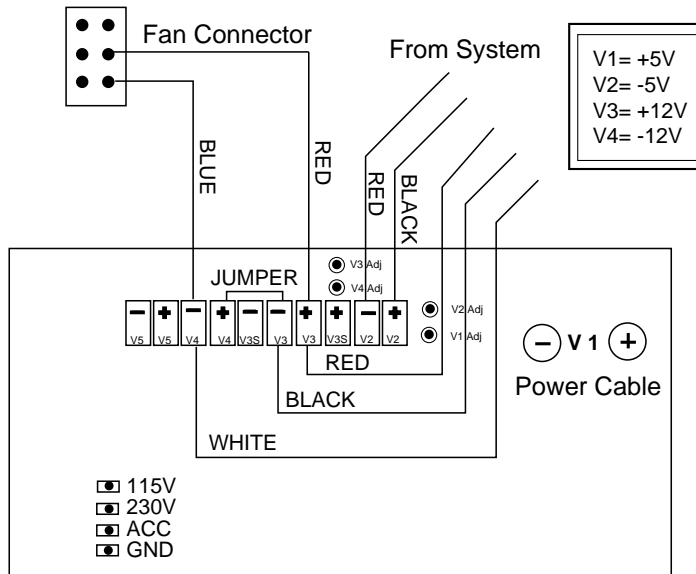 Fan Connector
From System
V1= +5V
V2= -5V
V3= +12V
V4= -12V
BLUE
RED
RED
BLACK
V3 Adj
V4 Adj
JUMPER
− + − + − − + + − +
V5 V5 V4 V4 V3S V3 V3 V3S V2 V2
V2 Adj
V1 Adj
− V 1 +
Power Cable
RED
BLACK
WHITE
115V
230V
ACC
GND